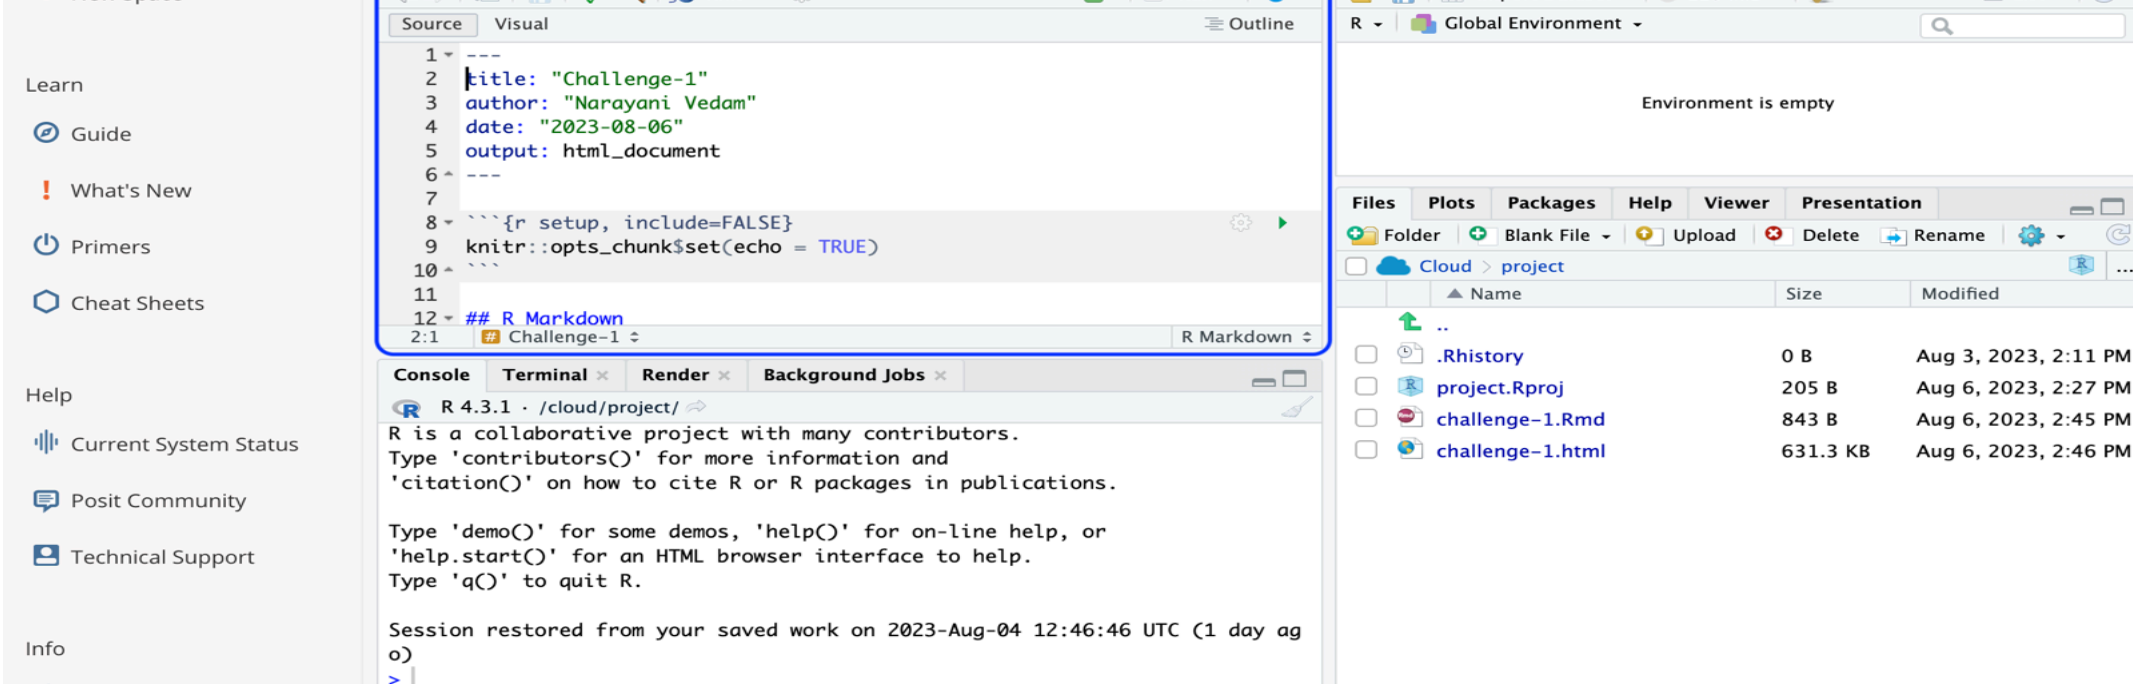 Learn
Guide
What's New
Primers
Cheat Sheets
Help
Current System Status
Posit Community
Technical Support
Info
Source Visual Outline
1 ---
2 title: "Challenge-1"
3 author: "Narayani Vedam"
4 date: "2023-08-06"
5 output: html_document
6 ---
7
8 ```{r setup, include=FALSE}
9 knitr::opts_chunk$set(echo = TRUE)
10 ```
11
12 ## R Markdown
2:1 # Challenge-1 R Markdown
Console Terminal Render Background Jobs
R R 4.3.1 · /cloud/project/
R is a collaborative project with many contributors.
Type 'contributors()' for more information and
'citation()' on how to cite R or R packages in publications.
Type 'demo()' for some demos, 'help()' for on-line help, or
'help.start()' for an HTML browser interface to help.
Type 'q()' to quit R.
Session restored from your saved work on 2023-Aug-04 12:46:46 UTC (1 day ag
o)
>
R Global Environment
Environment is empty
Files Plots Packages Help Viewer Presentation
Folder Blank File Upload Delete Rename
Cloud > project R ...
Name Size Modified
..
.Rhistory 0 B Aug 3, 2023, 2:11 PM
R project.Rproj 205 B Aug 6, 2023, 2:27 PM
challenge-1.Rmd 843 B Aug 6, 2023, 2:45 PM
challenge-1.html 631.3 KB Aug 6, 2023, 2:46 PM